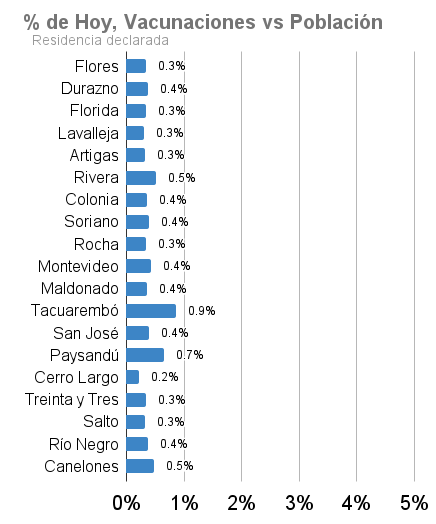 % de Hoy, Vacunaciones vs Población
Residencia declarada
Flores 0.3%
Durazno 0.4%
Florida 0.3%
Lavalleja 0.3%
Artigas 0.3%
Rivera 0.5%
Colonia 0.4%
Soriano 0.4%
Rocha 0.3%
Montevideo 0.4%
Maldonado 0.4%
Tacuarembó 0.9%
San José 0.4%
Paysandú 0.7%
Cerro Largo 0.2%
Treinta y Tres 0.3%
Salto 0.3%
Río Negro 0.4%
Canelones 0.5%
0% 1% 2% 3% 4% 5%